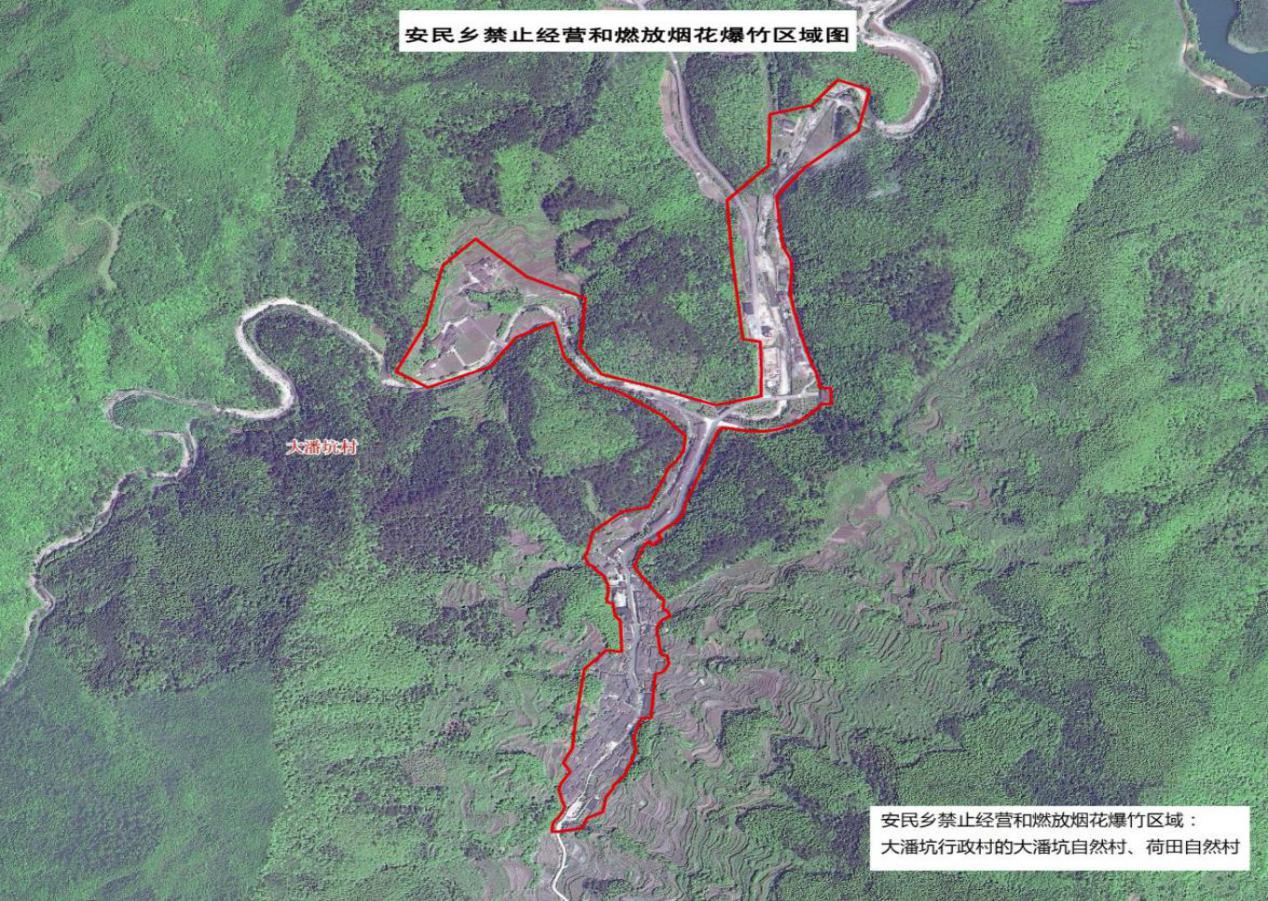 安民乡禁止经营和燃放烟花爆竹区域图
大潘坑村
安民乡禁止经营和燃放烟花爆竹区域：
大潘坑行政村的大潘坑自然村、荷田自然村